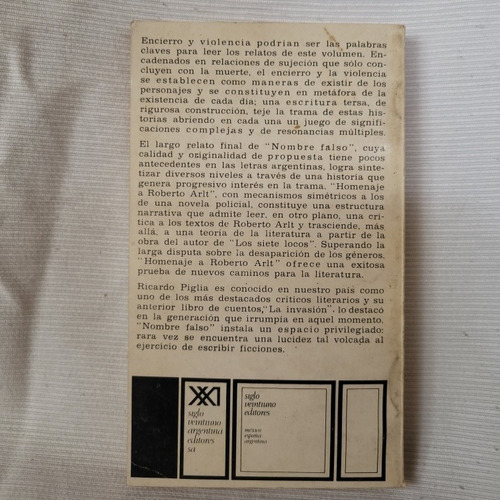 Encierro y violencia podrían ser las palabras
claves para leer los relatos de este volumen. En-
cadenados en relaciones de sujeción que sólo con-
cluyen con la muerte, el encierro y la violencia
se establecen como maneras de existir de los
personajes y se constituyen en metáfora de la
existencia de cada día; una escritura tersa, de
rigurosa construcción, teje la trama de estas his-
torias abriendo en cada una un juego de signifi-
caciones complejas y de resonancias múltiples.
El largo relato final de "Nombre falso", cuya
calidad y originalidad de propuesta tiene pocos
antecedentes en las letras argentinas, logra sinte-
tizar diversos niveles a través de una historia que
genera progresivo interés en la trama. "Homenaje
a Roberto Arlt", con mecanismos simétricos a los
de una novela policial, constituye una estructura
narrativa que admite leer, en otro plano, una crí-
tica a los textos de Roberto Arlt y trasciende, más
allá, a una teoría de la literatura a partir de la
obra del autor de "Los siete locos". Superando la
larga disputa sobre la desaparición de los géneros,
"Homenaje a Roberto Arlt" ofrece una exitosa
prueba de nuevos caminos para la literatura.
Ricardo Piglia es conocido en nuestro país como
uno de los más destacados críticos literarios y su
anterior libro de cuentos, "La invasión", lo destacó
en la generación que irrumpía en aquel momento.
"Nombre falso" instala un espacio privilegiado:
rara vez se encuentra una lucidez tal volcada al
ejercicio de escribir ficciones.
XXI
siglo
veintiuno
argentina
editores
sa
siglo
veintiuno
editores
méxico
españa
argentina